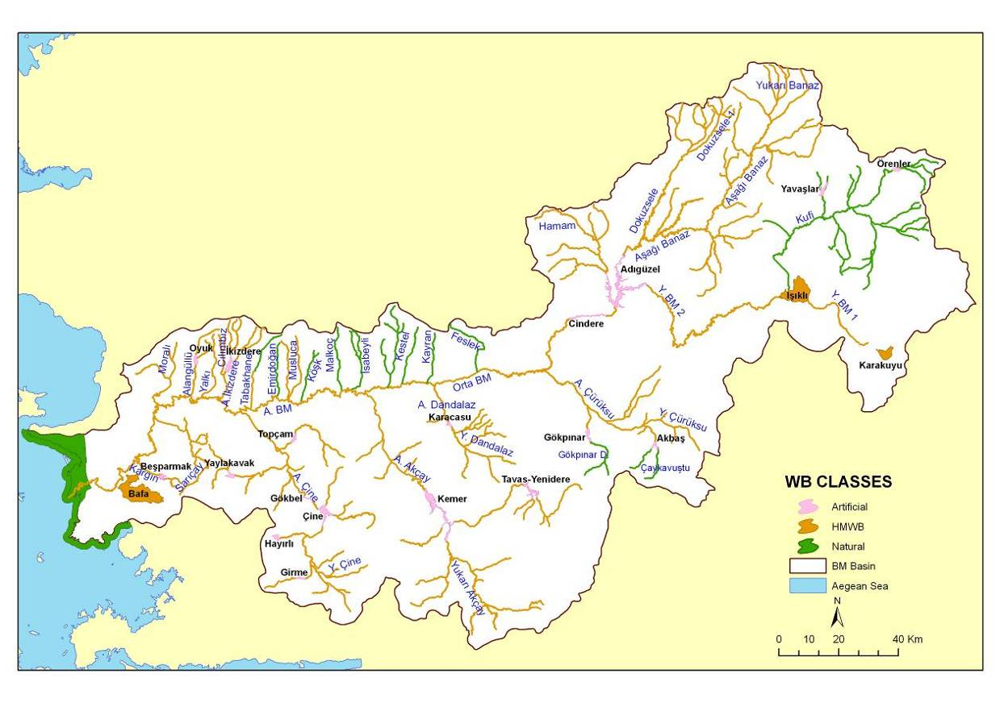 Yukarı Banaz
Dokuzsele-1
Örenler
Yavaşlar
Aşağı Banaz
Dokuzsele
Kufi
Hamam
Aşağı Banaz
Adıgüzel
Y. BM 2
Işıklı
Y. BM 1
Cindere
Karakuyu
Moralı
Alangüllü
Oyuk
Yalkı
Cılımbız
İkizdere
A.İkizdere
Tabakhane
Emirdoğan
Musluca
Köşk
Malkoç
İsabeyli
Kestel
Kayran
Feslek
Orta BM
A. BM
A. Çürüksu
Y. Çürüksu
A. Dandalaz
Karacasu
Y. Dandalaz
Topçam
Gökpınar
Akbaş
Gökpınar D.
Çaykavuştu
Beşparmak
Kargın
Sarıçay
Yaylakavak
Bafa
A. Akçay
A. Çine
Tavas-Yenidere
Gökbel
Çine
Kemer
Hayırlı
Girme
Y. Çine
Yukarı Akçay
WB CLASSES
Artificial
HMWB
Natural
BM Basin
Aegean Sea
N
0 10 20 40 Km